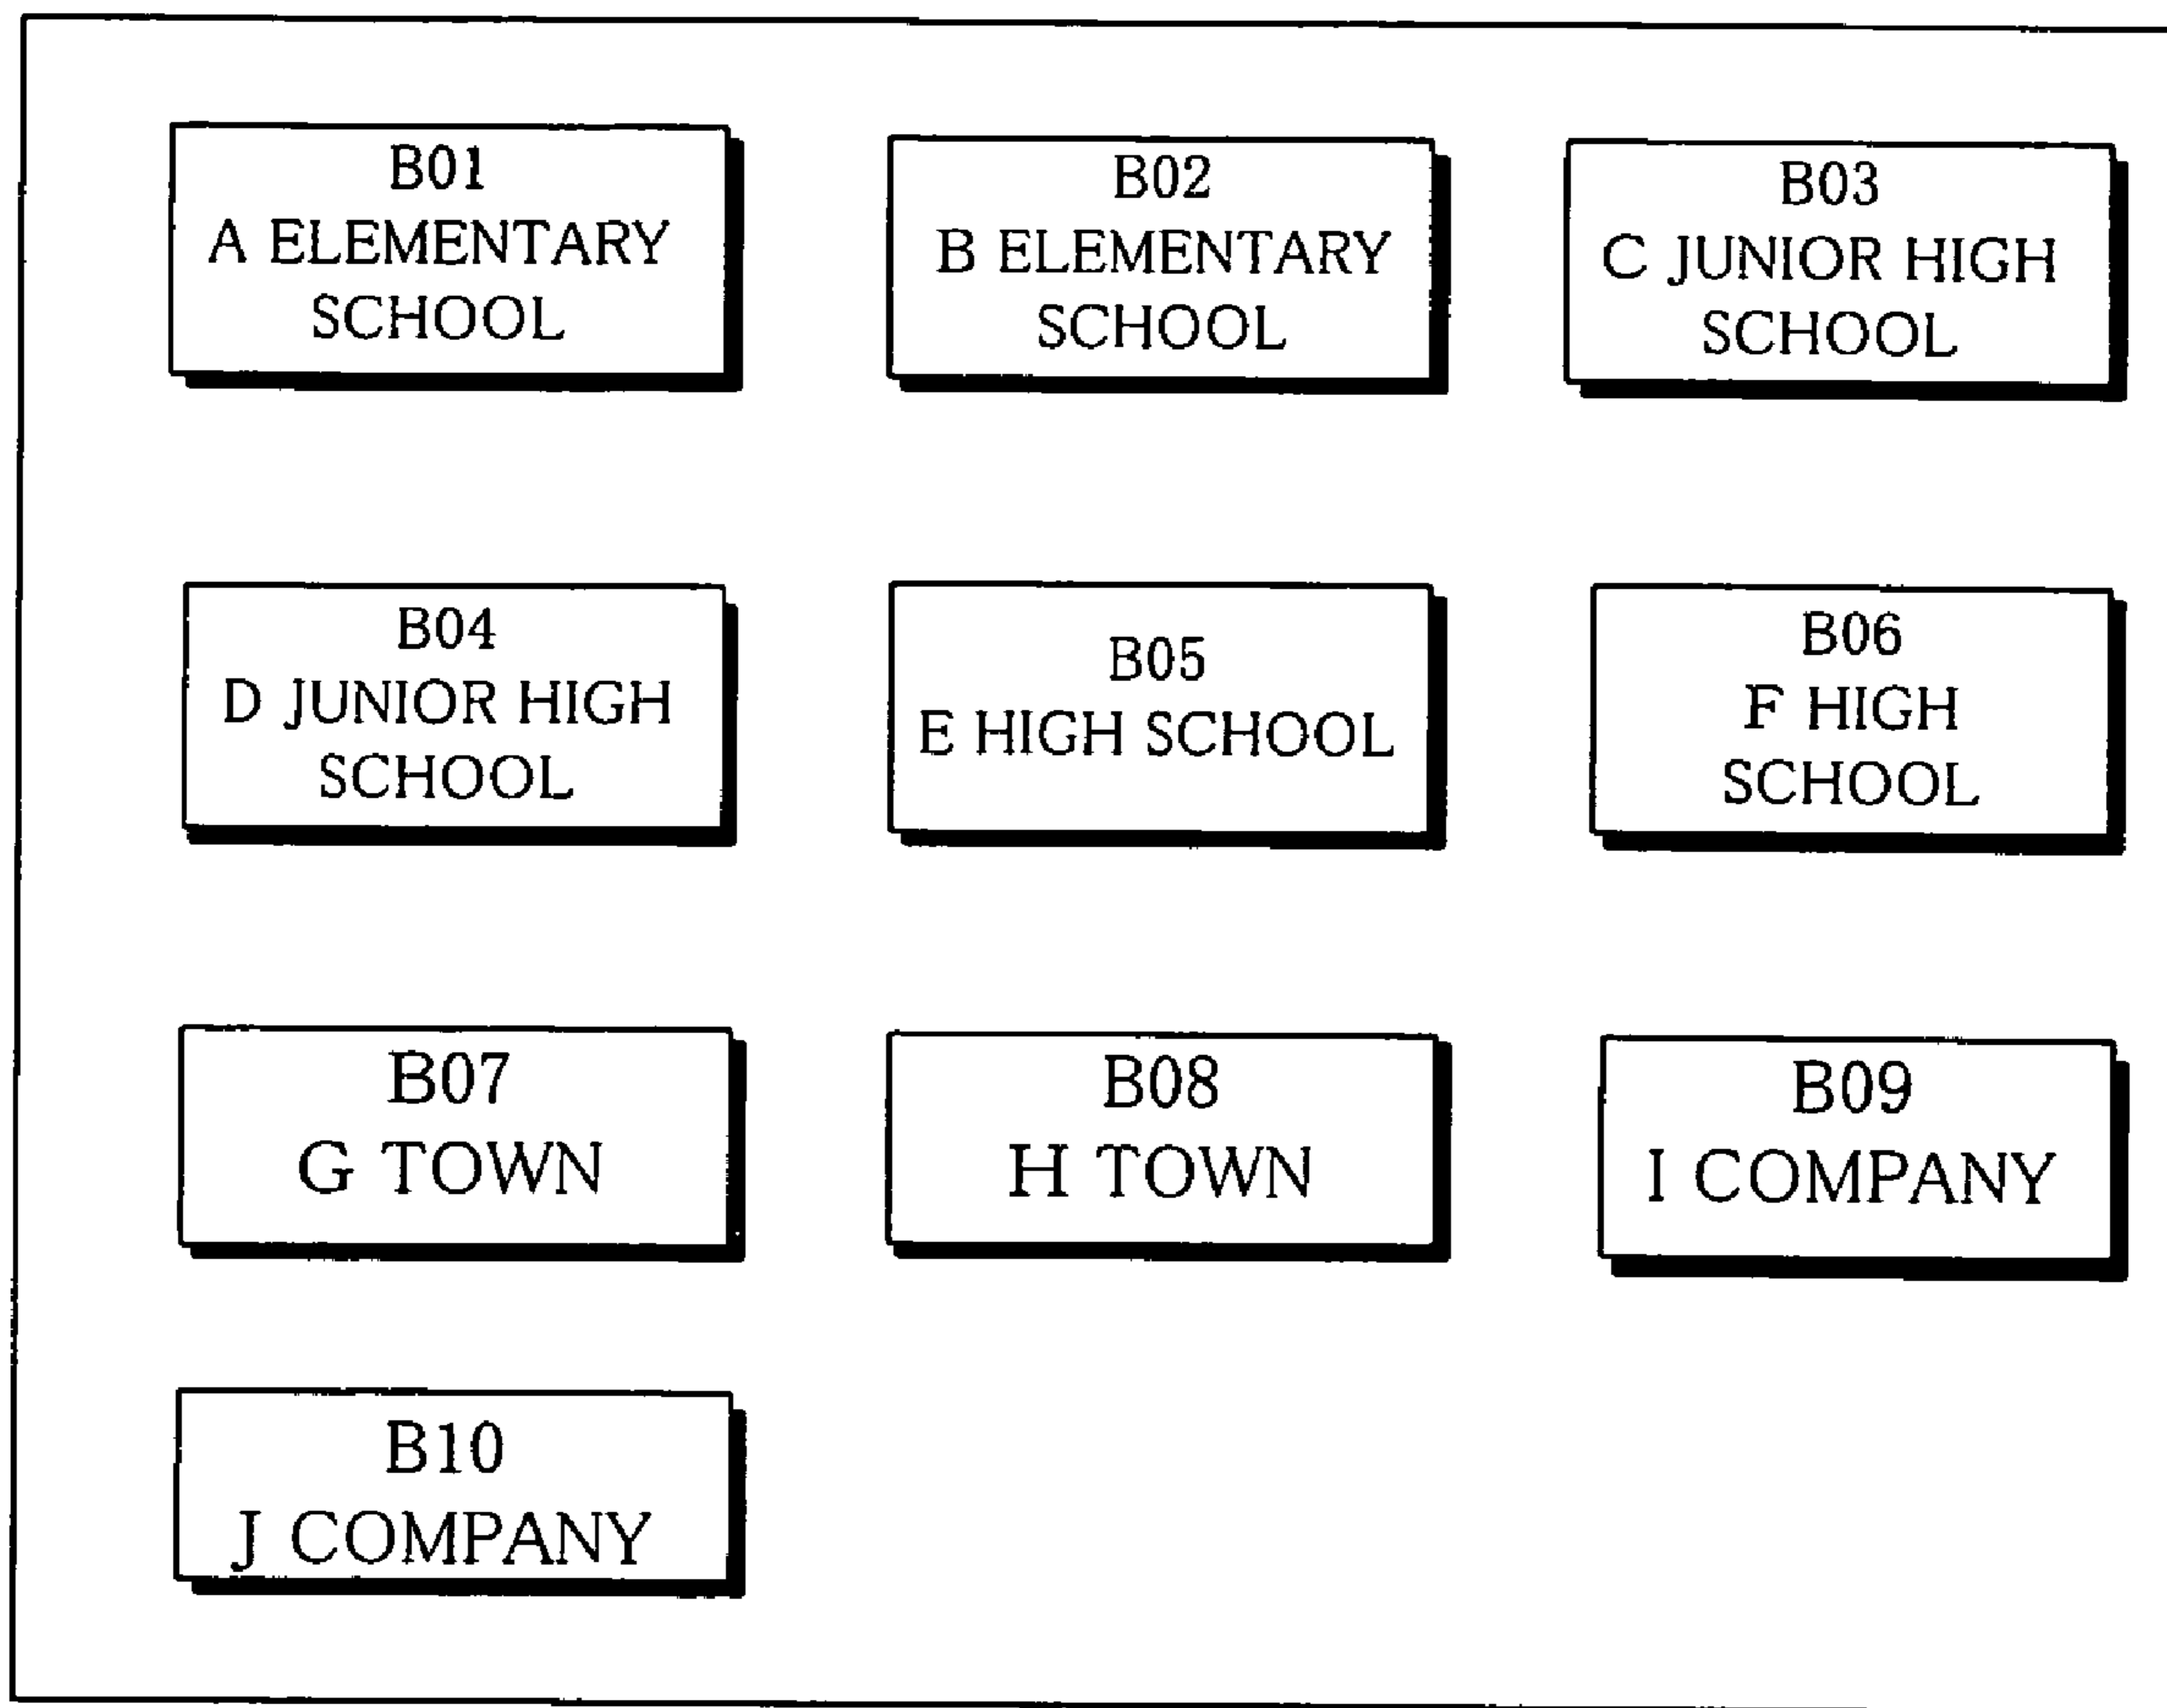 B01
A ELEMENTARY
SCHOOL
B02
B ELEMENTARY
SCHOOL
B03
C JUNIOR HIGH
SCHOOL
B04
D JUNIOR HIGH
SCHOOL
B05
E HIGH SCHOOL
B06
F HIGH
SCHOOL
B07
G TOWN
B08
H TOWN
B09
I COMPANY
B10
J COMPANY